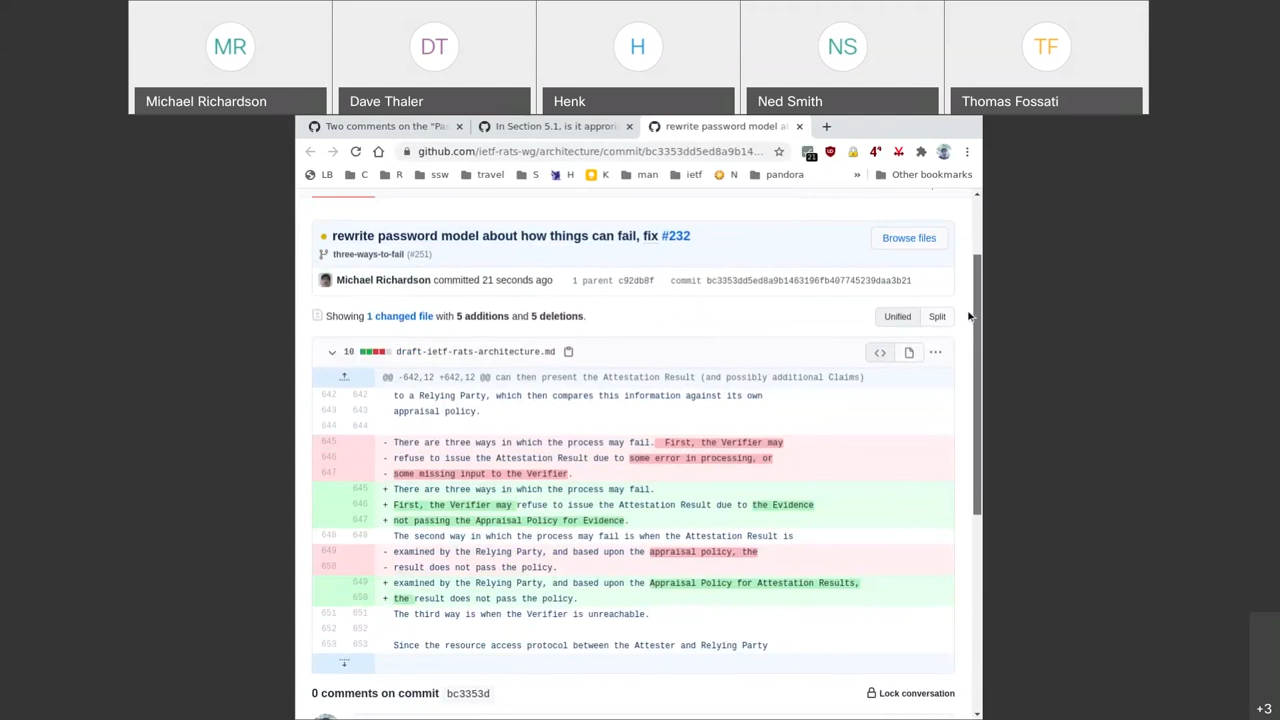 MR
DT
H
NS
TF
Michael Richardson
Dave Thaler
Henk
Ned Smith
Thomas Fossati
Two comments on the "Pas
In Section 5.1, is it approri
rewrite password model a
github.com/ietf-rats-wg/architecture/commit/bc3353dd5ed8a9b14...
21
LB
C
R
ssw
travel
S
H
K
man
ietf
N
pandora
»
Other bookmarks
rewrite password model about how things can fail, fix #232
Browse files
three-ways-to-fail (#251)
Michael Richardson committed 21 seconds ago
1 parent c92db8f
commit bc3353dd5ed8a9b1463196fb407745239daa3b21
Showing 1 changed file with 5 additions and 5 deletions.
Unified
Split
10 draft-ietf-rats-architecture.md
@@ -642,12 +642,12 @@ can then present the Attestation Result (and possibly additional Claims)
642 642 to a Relying Party, which then compares this information against its own
643 643 appraisal policy.
644 644
645 - There are three ways in which the process may fail. First, the Verifier may
646 - refuse to issue the Attestation Result due to some error in processing, or
647 - some missing input to the Verifier.
645 + There are three ways in which the process may fail.
646 + First, the Verifier may refuse to issue the Attestation Result due to the Evidence
647 + not passing the Appraisal Policy for Evidence.
648 648 The second way in which the process may fail is when the Attestation Result is
649 - examined by the Relying Party, and based upon the appraisal policy, the
650 - result does not pass the policy.
649 + examined by the Relying Party, and based upon the Appraisal Policy for Attestation Results,
650 + the result does not pass the policy.
651 651 The third way is when the Verifier is unreachable.
652 652
653 653 Since the resource access protocol between the Attester and Relying Party
0 comments on commit bc3353d
Lock conversation
+3